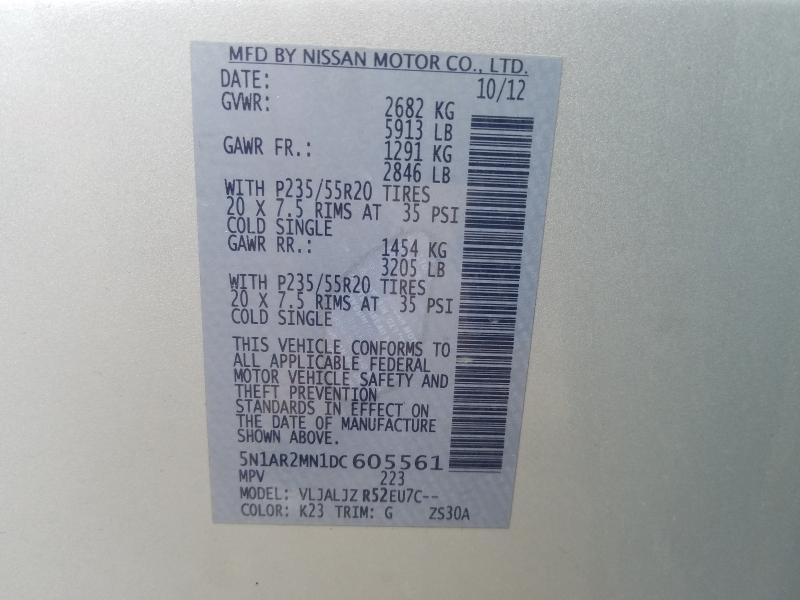 MFD BY NISSAN MOTOR CO., LTD.
DATE: 10/12
GVWR: 2682 KG
5913 LB
GAWR FR.: 1291 KG
2846 LB
WITH P235/55R20 TIRES
20 X 7.5 RIMS AT 35 PSI
COLD SINGLE
GAWR RR.: 1454 KG
3205 LB
WITH P235/55R20 TIRES
20 X 7.5 RIMS AT 35 PSI
COLD SINGLE
THIS VEHICLE CONFORMS TO
ALL APPLICABLE FEDERAL
MOTOR VEHICLE SAFETY AND
THEFT PREVENTION
STANDARDS IN EFFECT ON
THE DATE OF MANUFACTURE
SHOWN ABOVE.
5N1AR2MN1DC605561
MPV 223
MODEL: VLJALJZ R52EU7C--
COLOR: K23 TRIM: G ZS30A